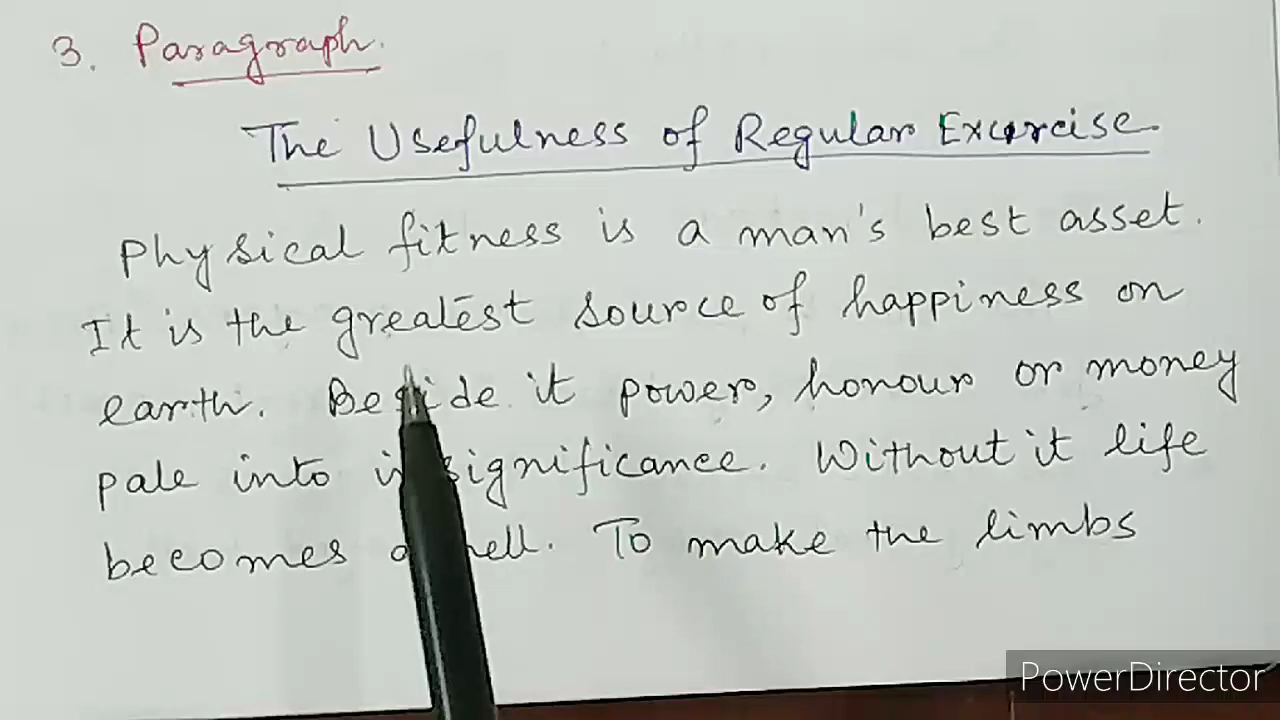 3. Paragraph.
The Usefulness of Regular Exercise.
Physical fitness is a man's best asset.
It is the greatest source of happiness on
earth. Beside it power, honour or money
pale into insignificance. Without it life
becomes a hell. To make the limbs
PowerDirector